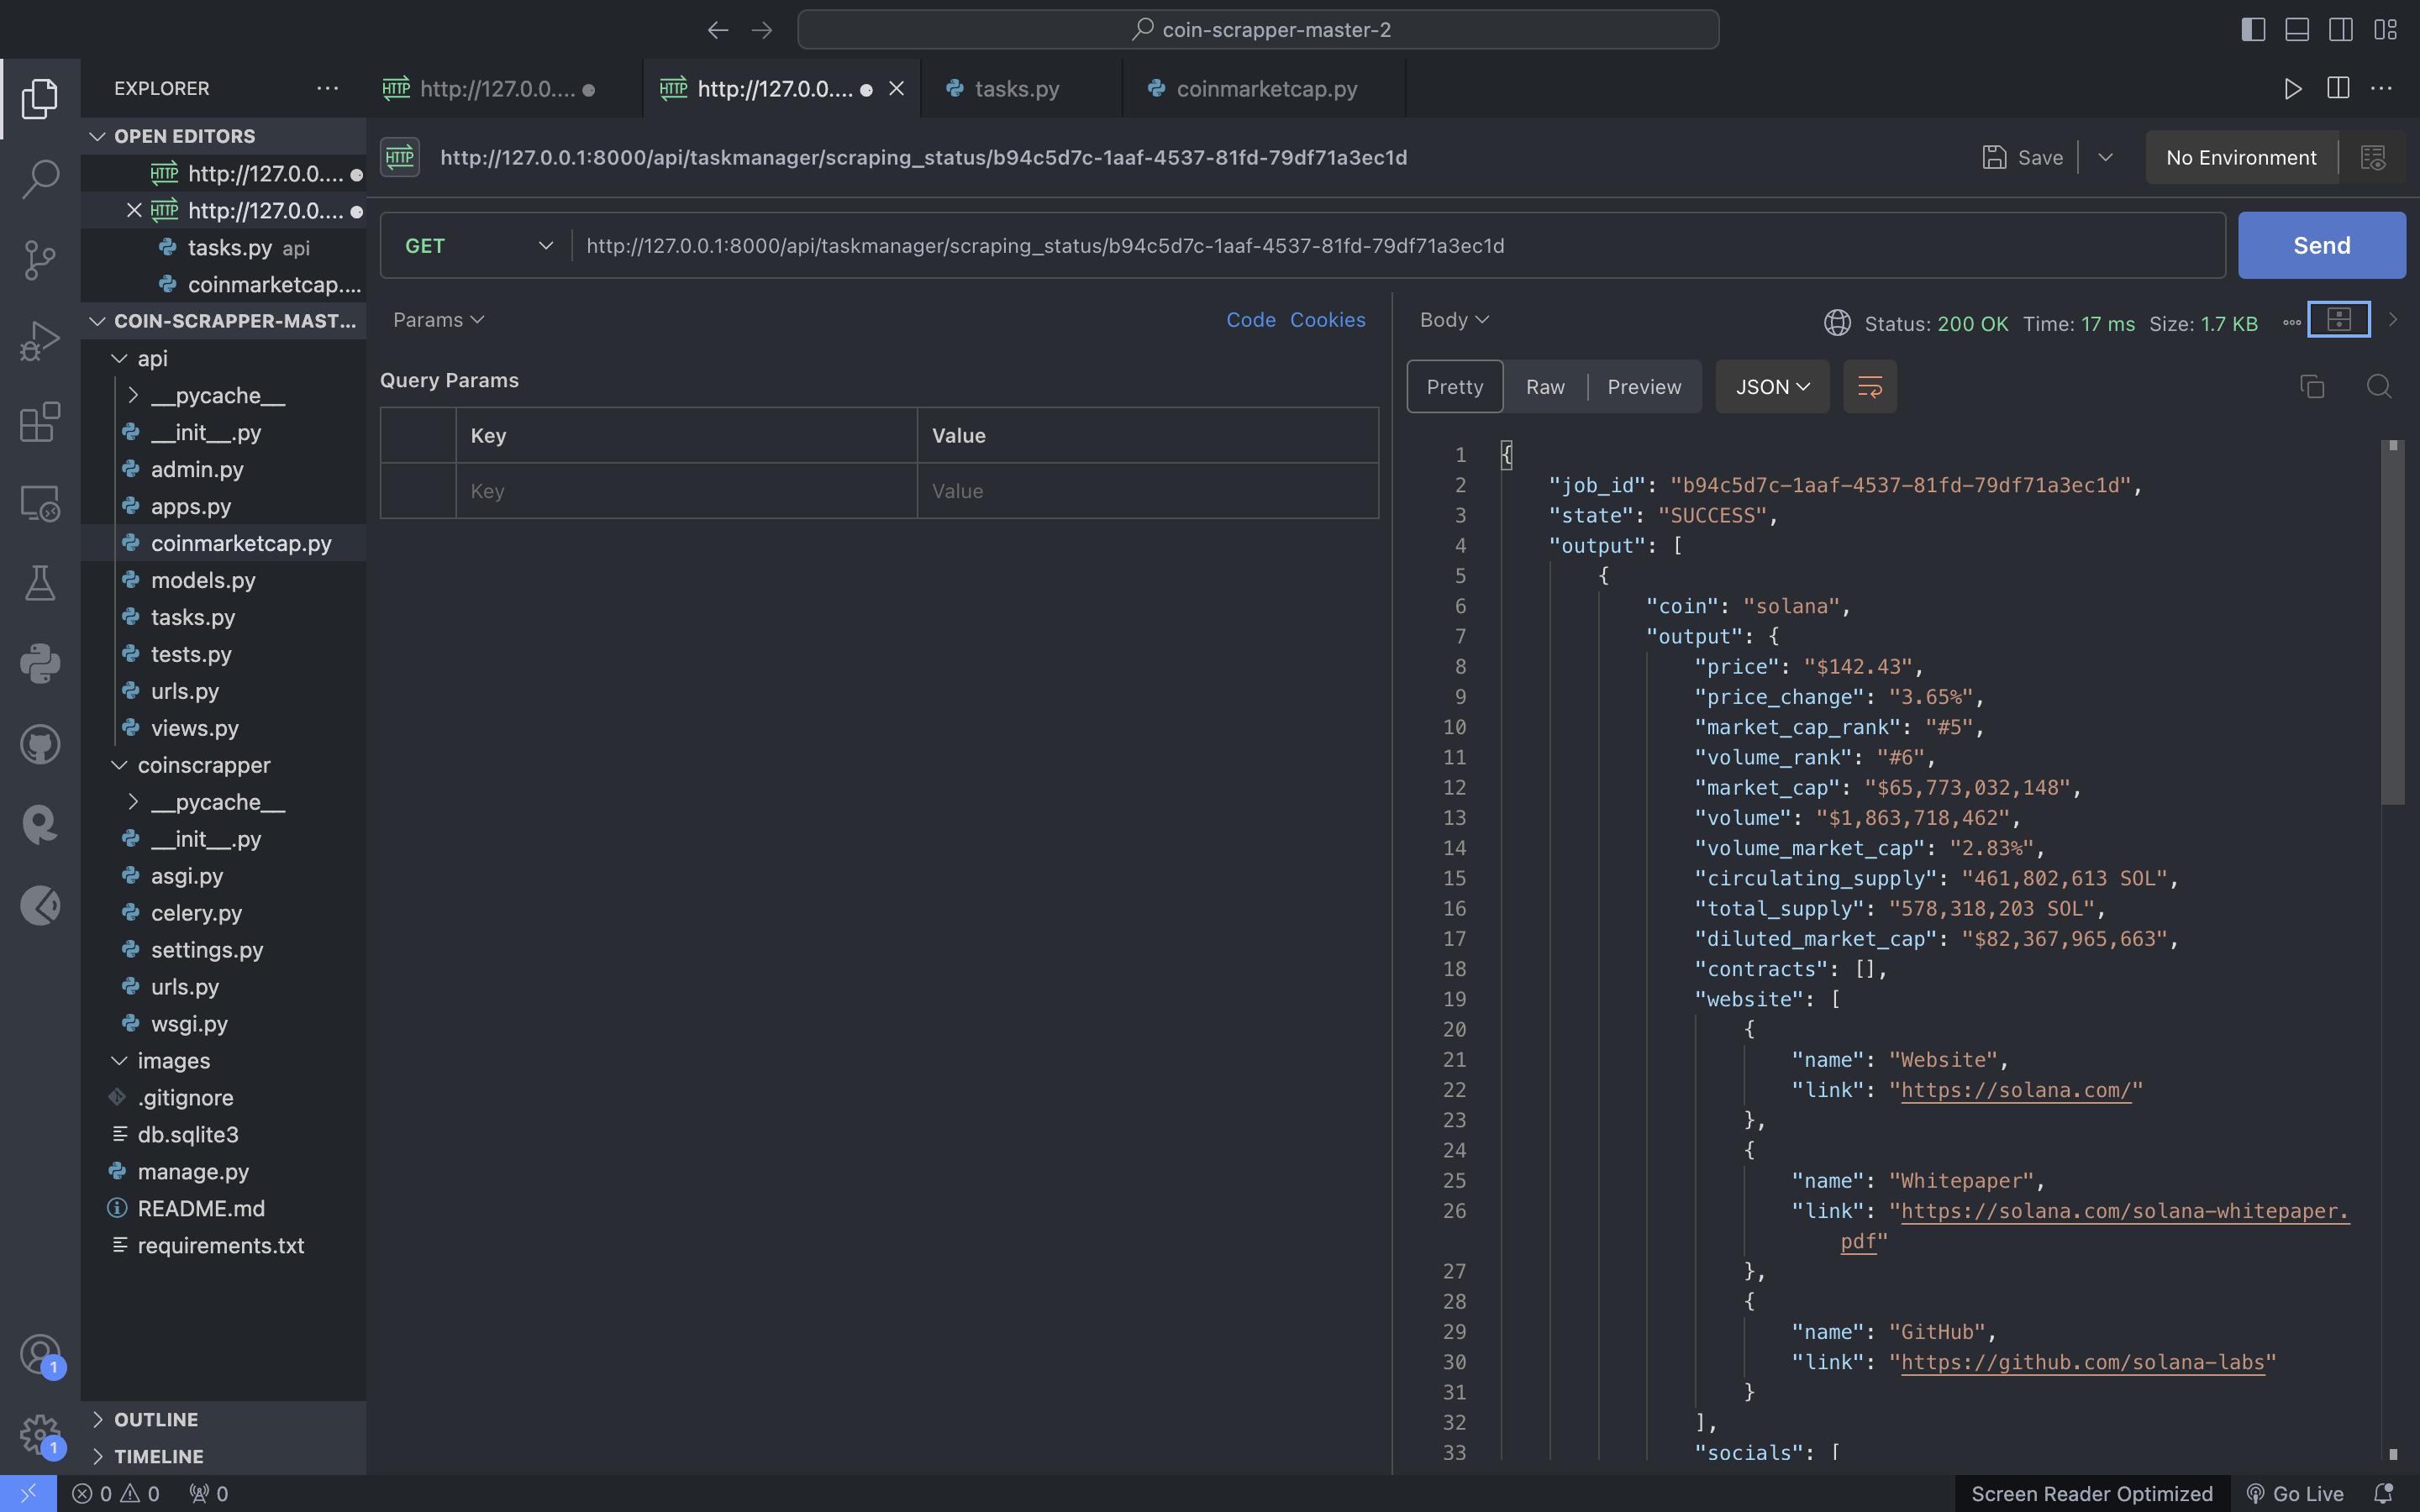 coin-scrapper-master-2
EXPLORER
HTTP http://127.0.0....
HTTP http://127.0.0....
tasks.py
coinmarketcap.py
OPEN EDITORS
HTTP http://127.0.0....
HTTP http://127.0.0....
tasks.py api
coinmarketcap....
COIN-SCRAPPER-MAST...
api
__pycache__
__init__.py
admin.py
apps.py
coinmarketcap.py
models.py
tasks.py
tests.py
urls.py
views.py
coinscrapper
__pycache__
__init__.py
asgi.py
celery.py
settings.py
urls.py
wsgi.py
images
.gitignore
db.sqlite3
manage.py
README.md
requirements.txt
OUTLINE
TIMELINE
1
1
HTTP http://127.0.0.1:8000/api/taskmanager/scraping_status/b94c5d7c-1aaf-4537-81fd-79df71a3ec1d
Save
No Environment
GET http://127.0.0.1:8000/api/taskmanager/scraping_status/b94c5d7c-1aaf-4537-81fd-79df71a3ec1d
Send
Params
Code Cookies
Query Params
Key Value
Key Value
Body
Status: 200 OK Time: 17 ms Size: 1.7 KB
Pretty Raw Preview JSON
1 {
2 "job_id": "b94c5d7c-1aaf-4537-81fd-79df71a3ec1d",
3 "state": "SUCCESS",
4 "output": [
5 {
6 "coin": "solana",
7 "output": {
8 "price": "$142.43",
9 "price_change": "3.65%",
10 "market_cap_rank": "#5",
11 "volume_rank": "#6",
12 "market_cap": "$65,773,032,148",
13 "volume": "$1,863,718,462",
14 "volume_market_cap": "2.83%",
15 "circulating_supply": "461,802,613 SOL",
16 "total_supply": "578,318,203 SOL",
17 "diluted_market_cap": "$82,367,965,663",
18 "contracts": [],
19 "website": [
20 {
21 "name": "Website",
22 "link": "https://solana.com/"
23 },
24 {
25 "name": "Whitepaper",
26 "link": "https://solana.com/solana-whitepaper.
pdf"
27 },
28 {
29 "name": "GitHub",
30 "link": "https://github.com/solana-labs"
31 }
32 ],
33 "socials": [
0 0 0
Screen Reader Optimized
Go Live